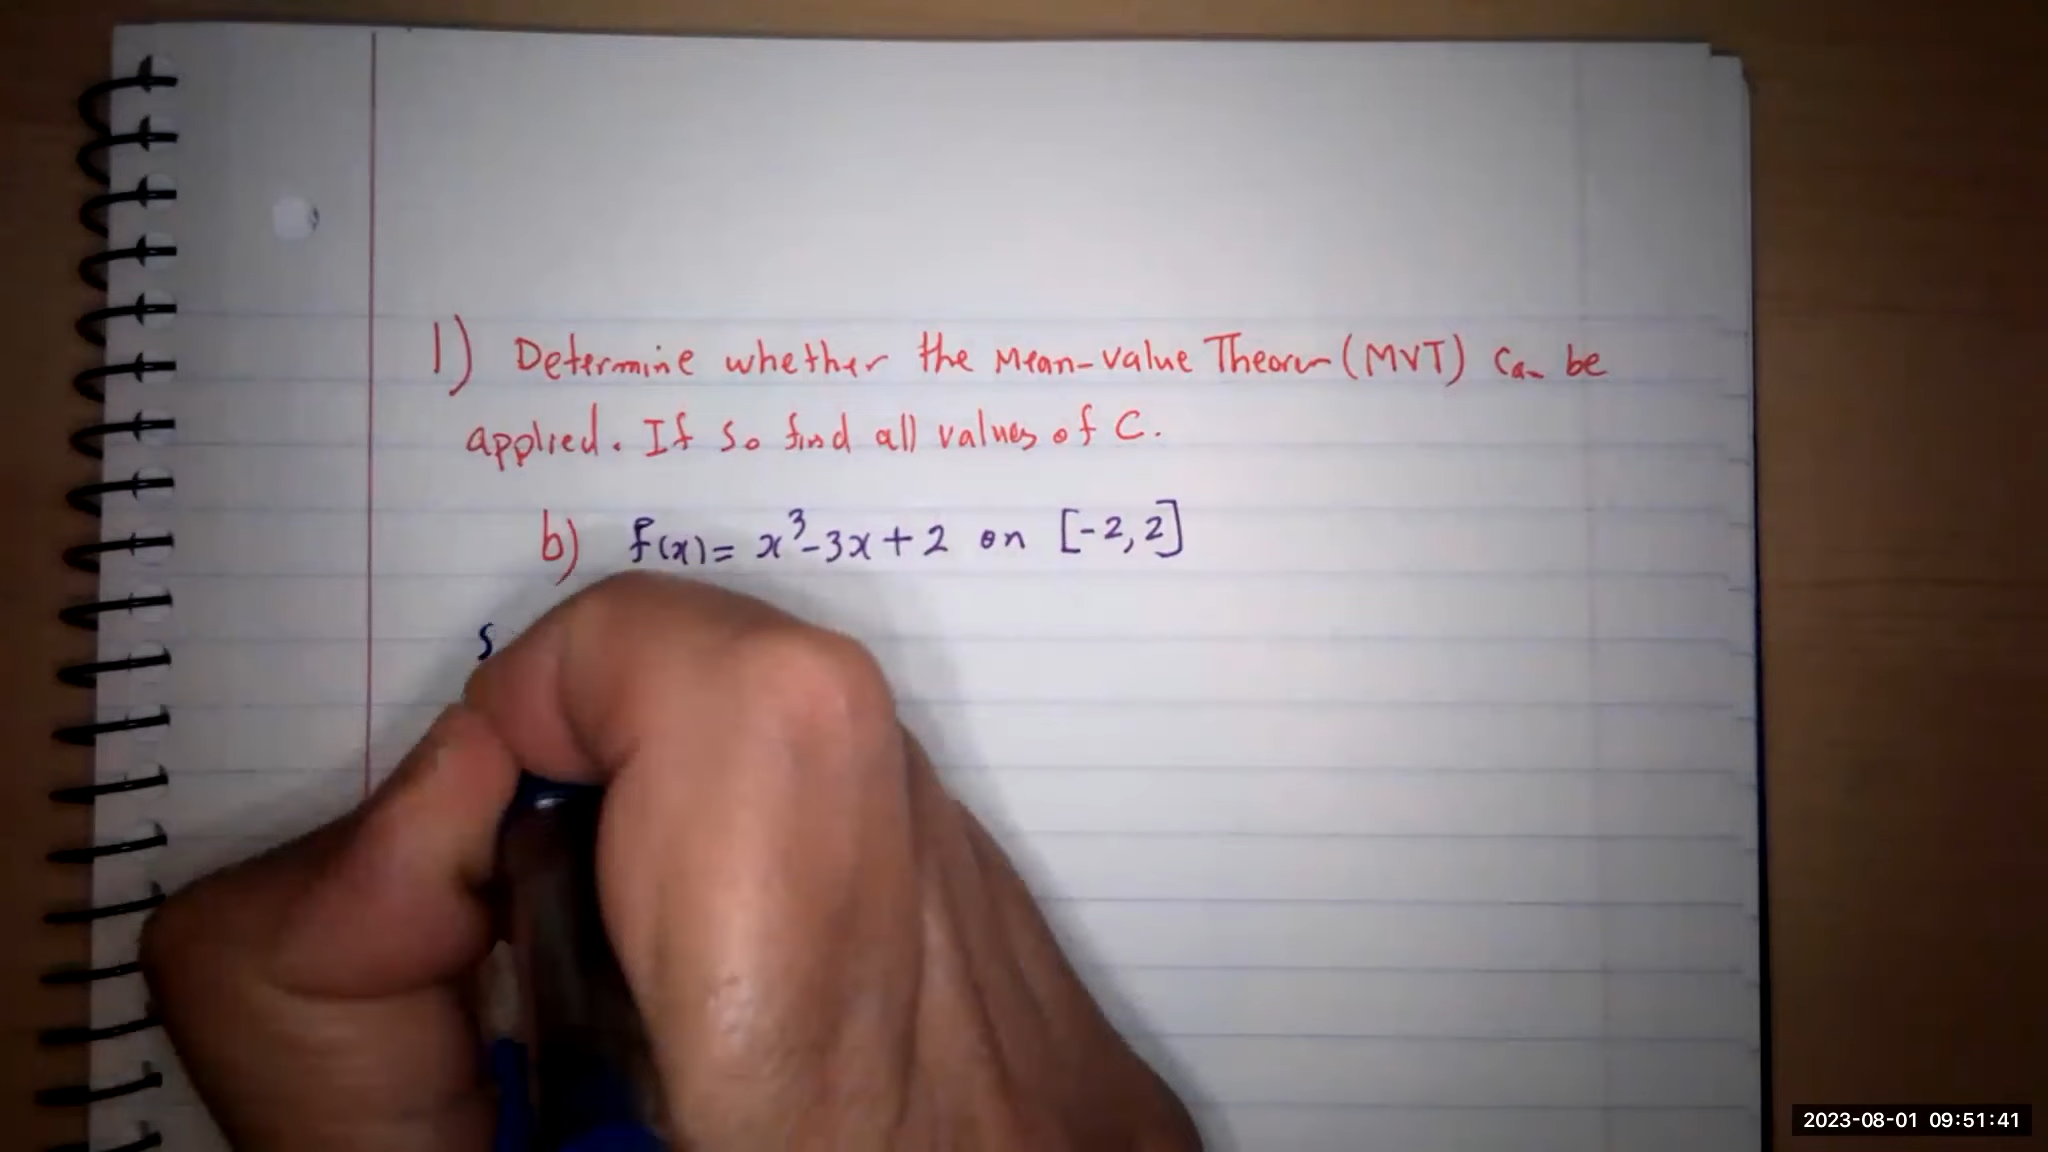 1) Determine whether the Mean-value Theorem (MVT) can be
applied. If so find all values of C.
b) f(x)= x³-3x+2 on [-2,2]
S
2023-08-01 09:51:41